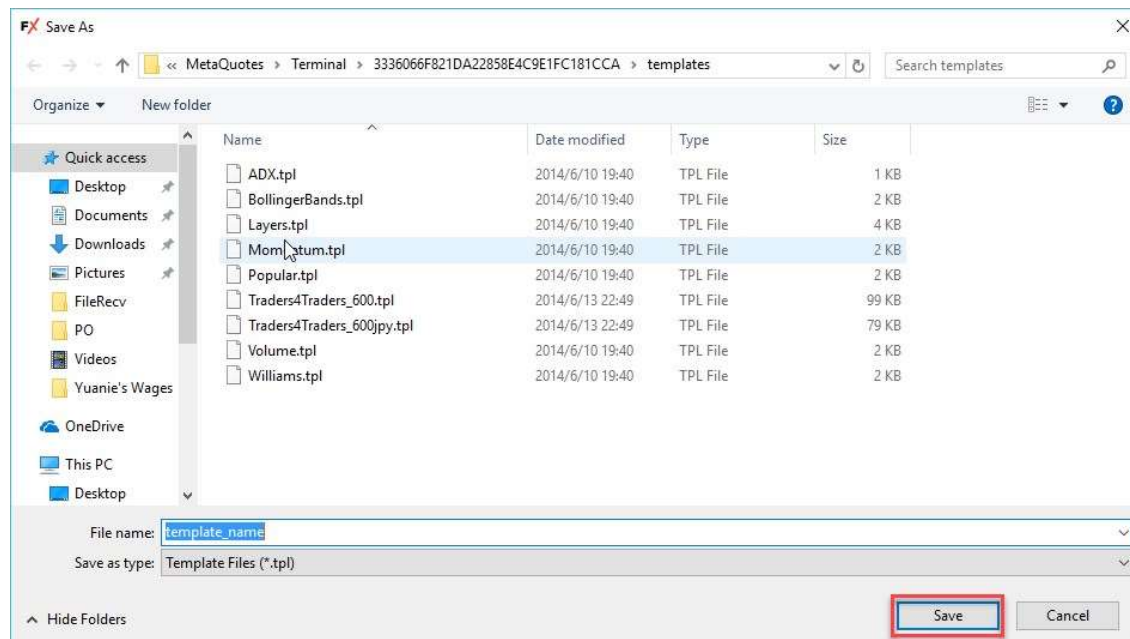 FX Save As
« MetaQuotes > Terminal > 3336066F821DA22858E4C9E1FC181CCA > templates
Search templates
Organize
New folder
Name Date modified Type Size
Quick access
Desktop
Documents
Downloads
Pictures
FileRecv
PO
Videos
Yuanie's Wages
OneDrive
This PC
Desktop
ADX.tpl 2014/6/10 19:40 TPL File 1 KB
BollingerBands.tpl 2014/6/10 19:40 TPL File 2 KB
Layers.tpl 2014/6/10 19:40 TPL File 4 KB
Momentum.tpl 2014/6/10 19:40 TPL File 2 KB
Popular.tpl 2014/6/10 19:40 TPL File 2 KB
Traders4Traders_600.tpl 2014/6/13 22:49 TPL File 99 KB
Traders4Traders_600jpy.tpl 2014/6/13 22:49 TPL File 79 KB
Volume.tpl 2014/6/10 19:40 TPL File 2 KB
Williams.tpl 2014/6/10 19:40 TPL File 2 KB
File name: template_name
Save as type: Template Files (*.tpl)
Hide Folders
Save
Cancel